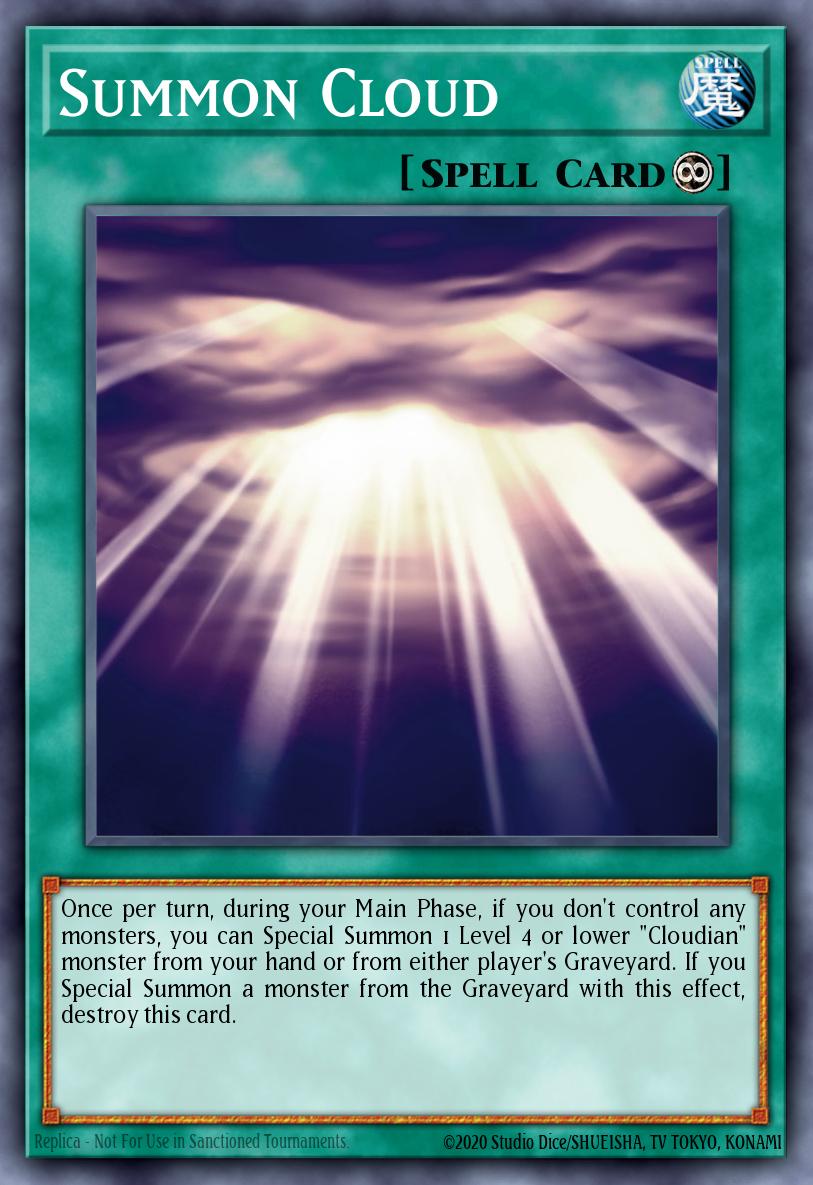 Summon Cloud
SPELL
魔
[Spell Card]
Once per turn, during your Main Phase, if you don't control any
monsters, you can Special Summon 1 Level 4 or lower "Cloudian"
monster from your hand or from either player's Graveyard. If you
Special Summon a monster from the Graveyard with this effect,
destroy this card.
Replica - Not For Use in Sanctioned Tournaments.
©2020 Studio Dice/SHUEISHA, TV TOKYO, KONAMI